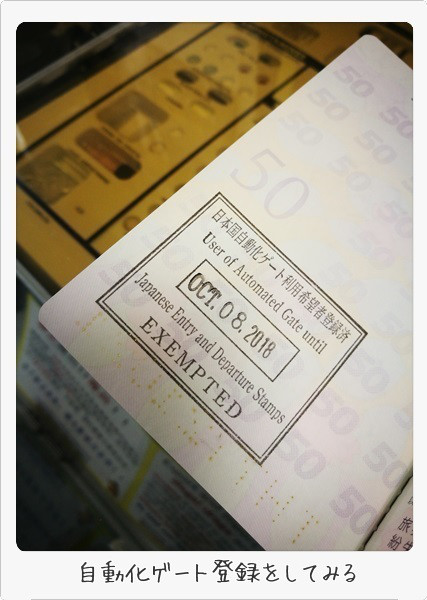 50
日本国自動化ゲート利用希望者登録済
User of Automated Gate until
OCT. 08. 2018
Japanese Entry and Departure Stamps
EXEMPTED
自動化ゲート登録をしてみる